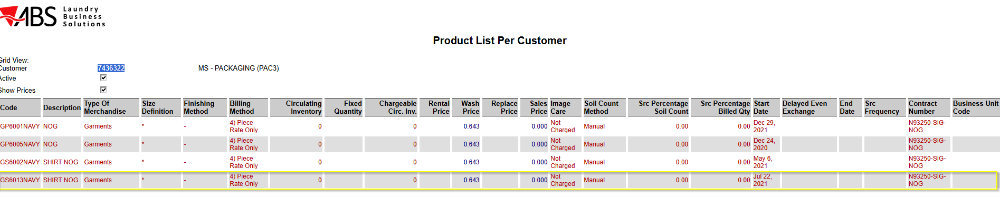 ABS Laundry
Business
Solutions
Product List Per Customer
Grid View:
Customer 7436322 MS - PACKAGING (PAC3)
Active
Show Prices
Code Description Type Of Merchandise Size Definition Finishing Method Billing Method Circulating Inventory Fixed Quantity Chargeable Circ. Inv. Rental Price Wash Price Replace Price Sales Price Image Care Soil Count Method Src Percentage Soil Count Src Percentage Billed Qty Start Date Delayed Even Exchange End Date Src Frequency Contract Number Business Unit Code
GP6001NAVY NOG Garments * - 4) Piece Rate Only 0 0 0.643 0.000 Not Charged Manual 0.00 0.00 Dec 29, 2021 N93250-SIG-NOG
GP6005NAVY NOG Garments * - 4) Piece Rate Only 0 0 0.643 0.000 Not Charged Manual 0.00 0.00 Dec 24, 2020 N93250-SIG-NOG
GS6002NAVY SHIRT NOG Garments * - 4) Piece Rate Only 0 0 0.643 0.000 Not Charged Manual 0.00 0.00 May 6, 2021 N93250-SIG-NOG
GS6013NAVY SHIRT NOG Garments * - 4) Piece Rate Only 0 0 0.643 0.000 Not Charged Manual 0.00 0.00 Jul 22, 2021 N93250-SIG-NOG